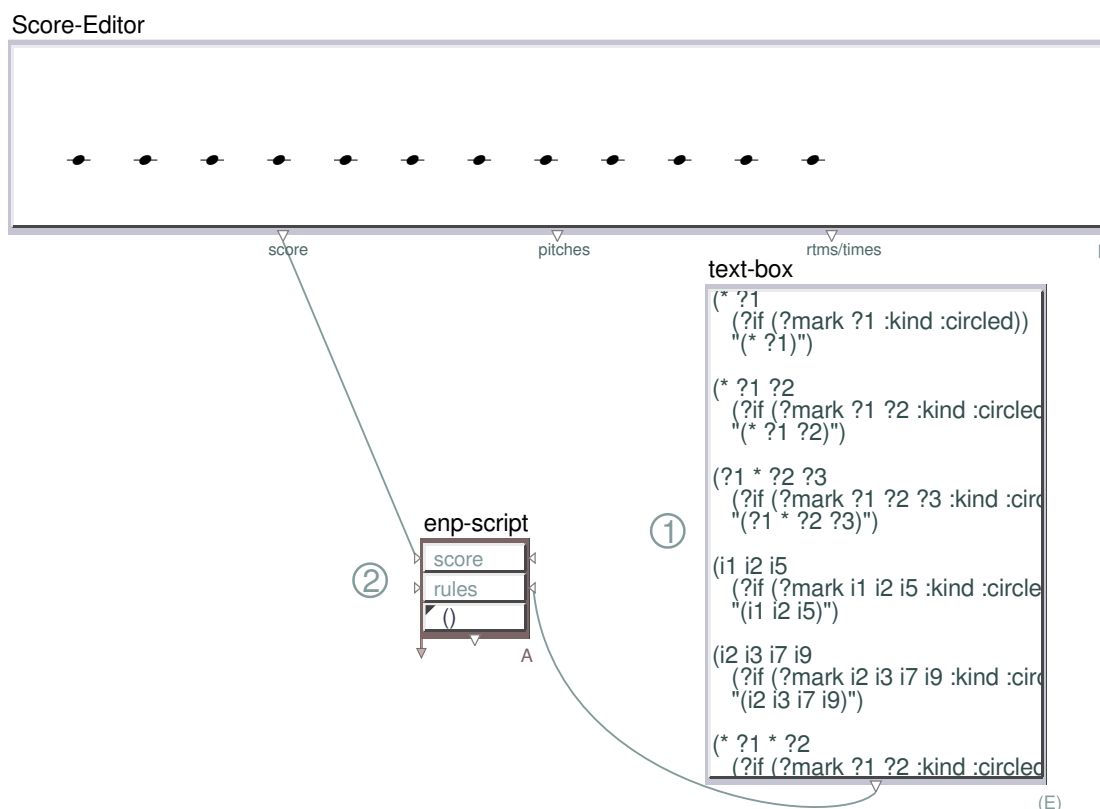 Score-Editor
score
pitches
rtms/times
text-box
(* ?1
(?if (?mark ?1 :kind :circled))
"(* ?1)")
(* ?1 ?2
(?if (?mark ?1 ?2 :kind :circled
"(* ?1 ?2)")
(?1 * ?2 ?3
(?if (?mark ?1 ?2 ?3 :kind :circ
"(?1 * ?2 ?3)")
(i1 i2 i5
(?if (?mark i1 i2 i5 :kind :circle
"(i1 i2 i5)")
(i2 i3 i7 i9
(?if (?mark i2 i3 i7 i9 :kind :circ
"(i2 i3 i7 i9)")
(* ?1 * ?2
(?if (?mark ?1 ?2 :kind :circled
1
enp-script
score
rules
()
2
A
(E)